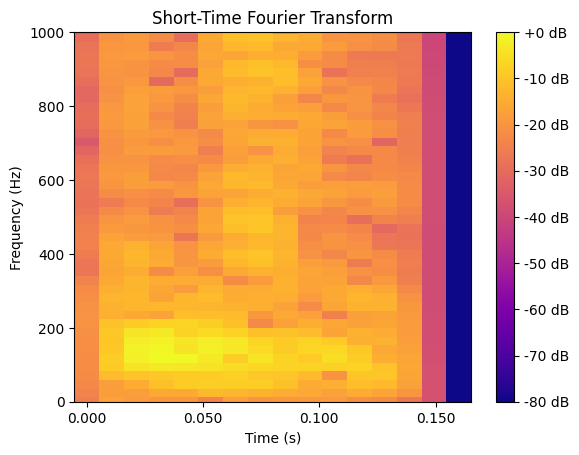 Short-Time Fourier Transform
1000
800
600
400
200
0
Frequency (Hz)
0.000
0.050
0.100
0.150
Time (s)
+0 dB
-10 dB
-20 dB
-30 dB
-40 dB
-50 dB
-60 dB
-70 dB
-80 dB